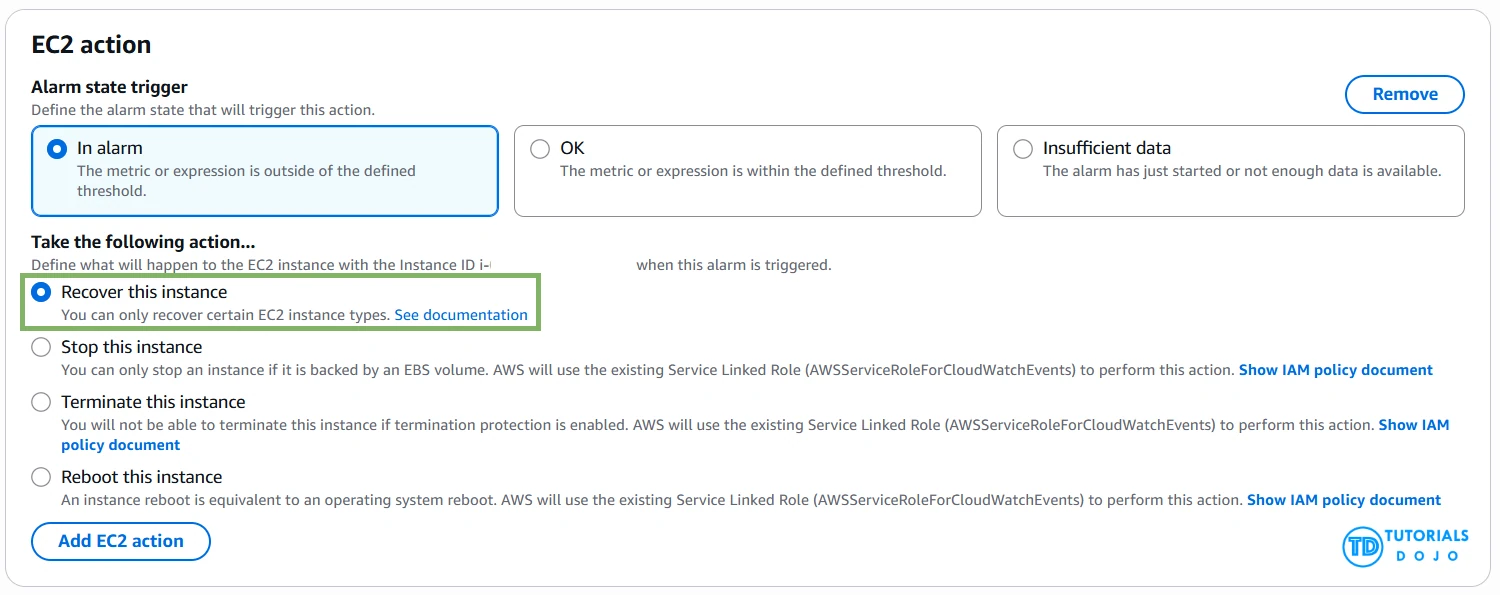 EC2 action
Alarm state trigger
Define the alarm state that will trigger this action.
Remove
In alarm
The metric or expression is outside of the defined
threshold.
OK
The metric or expression is within the defined threshold.
Insufficient data
The alarm has just started or not enough data is available.
Take the following action...
Define what will happen to the EC2 instance with the Instance ID i- when this alarm is triggered.
Recover this instance
You can only recover certain EC2 instance types. See documentation
Stop this instance
You can only stop an instance if it is backed by an EBS volume. AWS will use the existing Service Linked Role (AWSServiceRoleForCloudWatchEvents) to perform this action. Show IAM policy document
Terminate this instance
You will not be able to terminate this instance if termination protection is enabled. AWS will use the existing Service Linked Role (AWSServiceRoleForCloudWatchEvents) to perform this action. Show IAM
policy document
Reboot this instance
An instance reboot is equivalent to an operating system reboot. AWS will use the existing Service Linked Role (AWSServiceRoleForCloudWatchEvents) to perform this action. Show IAM policy document
Add EC2 action
TD TUTORIALS
DOJO